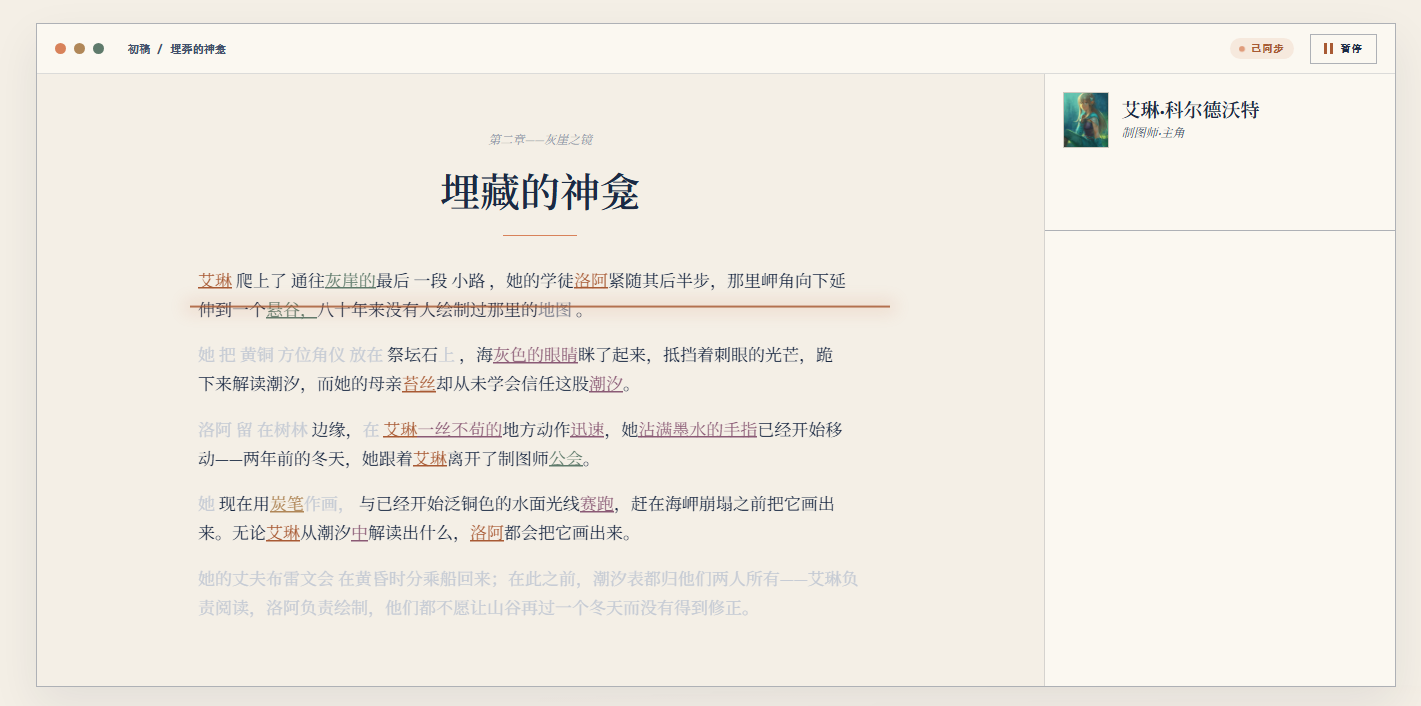 初稿 / 埋葬的神龛
已同步
暂停
艾琳·科尔德沃特
制图师·主角
第二章——灰崖之镜
埋藏的神龛
艾琳 爬上了 通往灰崖的最后 一段 小路 ，她的学徒洛阿紧随其后半步，那里岬角向下延
伸到一个悬谷，八十年来没有人绘制过那里的地图 。
她 把 黄铜 方位角仪 放在 祭坛石上 ，海灰色的眼睛眯了起来，抵挡着刺眼的光芒，跪
下来解读潮汐，而她的母亲苔丝却从未学会信任这股潮汐。
洛阿 留 在树林 边缘，在 艾琳一丝不苟的地方动作迅速，她沾满墨水的手指已经开始移
动——两年前的冬天，她跟着艾琳离开了制图师公会。
她 现在用炭笔作画， 与已经开始泛铜色的水面光线赛跑，赶在海岬崩塌之前把它画出
来。无论艾琳从潮汐中解读出什么，洛阿都会把它画出来。
她的丈夫布雷文会 在黄昏时分乘船回来；在此之前，潮汐表都归他们两人所有——艾琳负
责阅读，洛阿负责绘制，他们都不愿让山谷再过一个冬天而没有得到修正。